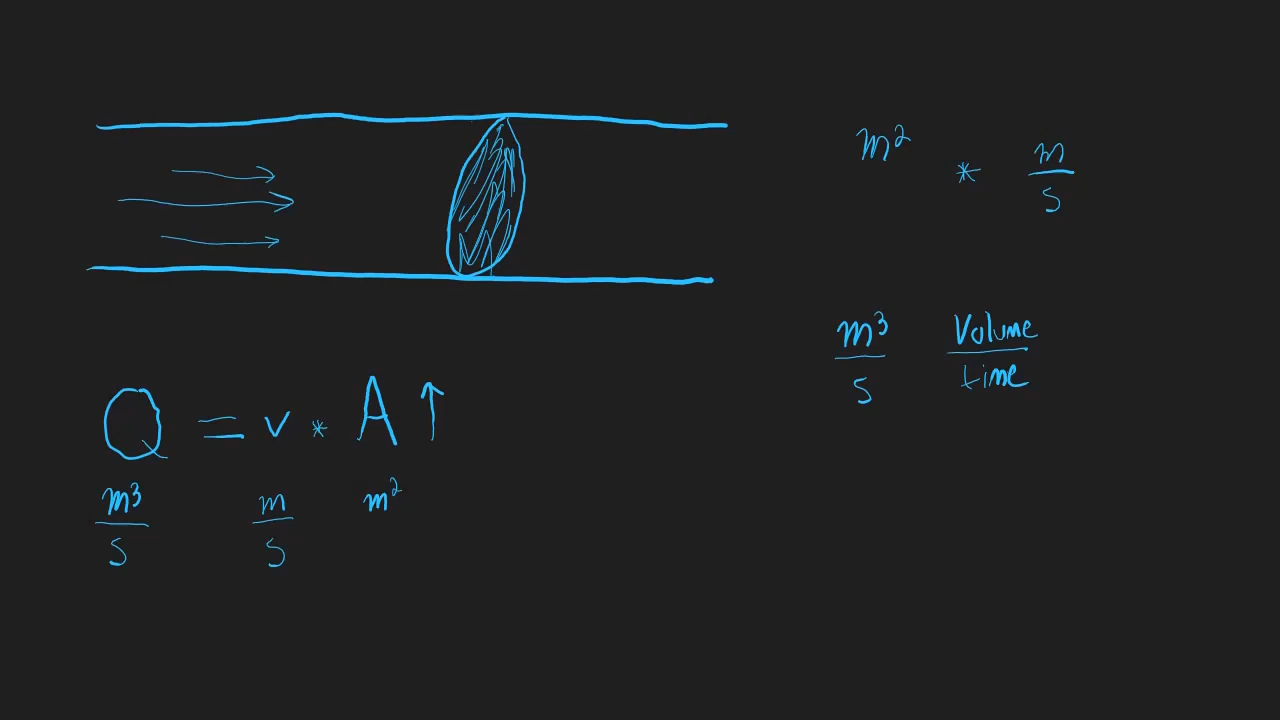 m² * m/s
m³/s Volume/time
Q = v * A ↑
m³/s m/s m²